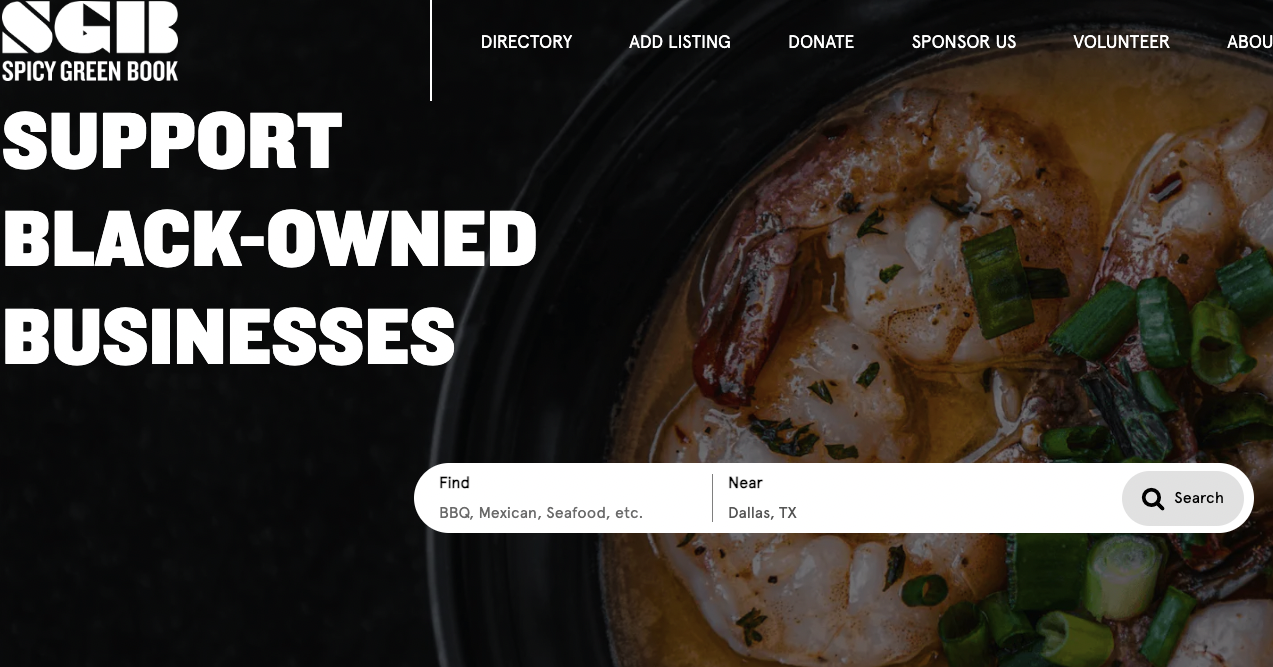 SGB
SPICY GREEN BOOK
DIRECTORY ADD LISTING DONATE SPONSOR US VOLUNTEER ABOU
SUPPORT
BLACK-OWNED
BUSINESSES
Find Near
BBQ, Mexican, Seafood, etc. Dallas, TX Search